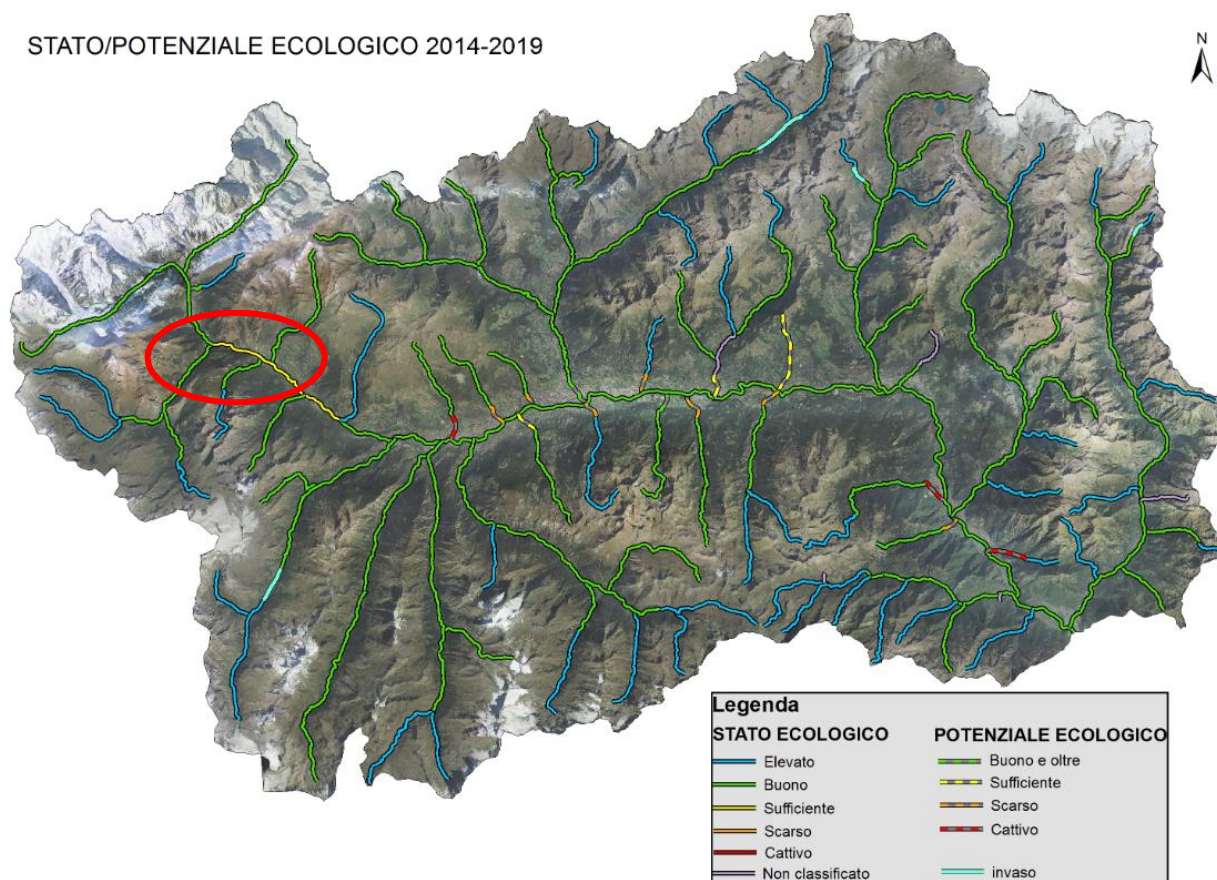 STATO/POTENZIALE ECOLOGICO 2014-2019
N
Legenda
STATO ECOLOGICO
Elevato
Buono
Sufficiente
Scarso
Cattivo
Non classificato
POTENZIALE ECOLOGICO
Buono e oltre
Sufficiente
Scarso
Cattivo
invaso